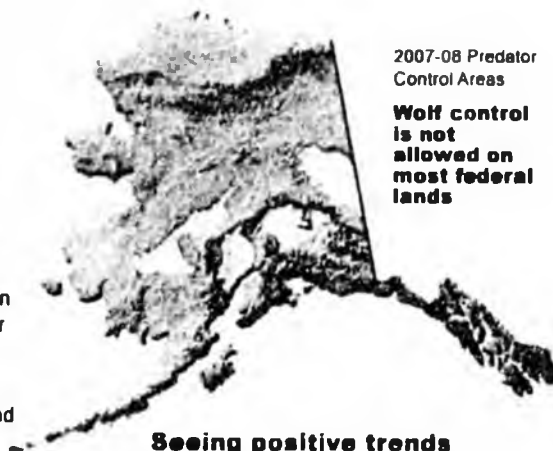 2007-08 Predator
Control Areas
Wolf control
is not
allowed on
most federal
lands
Seeing positive trends